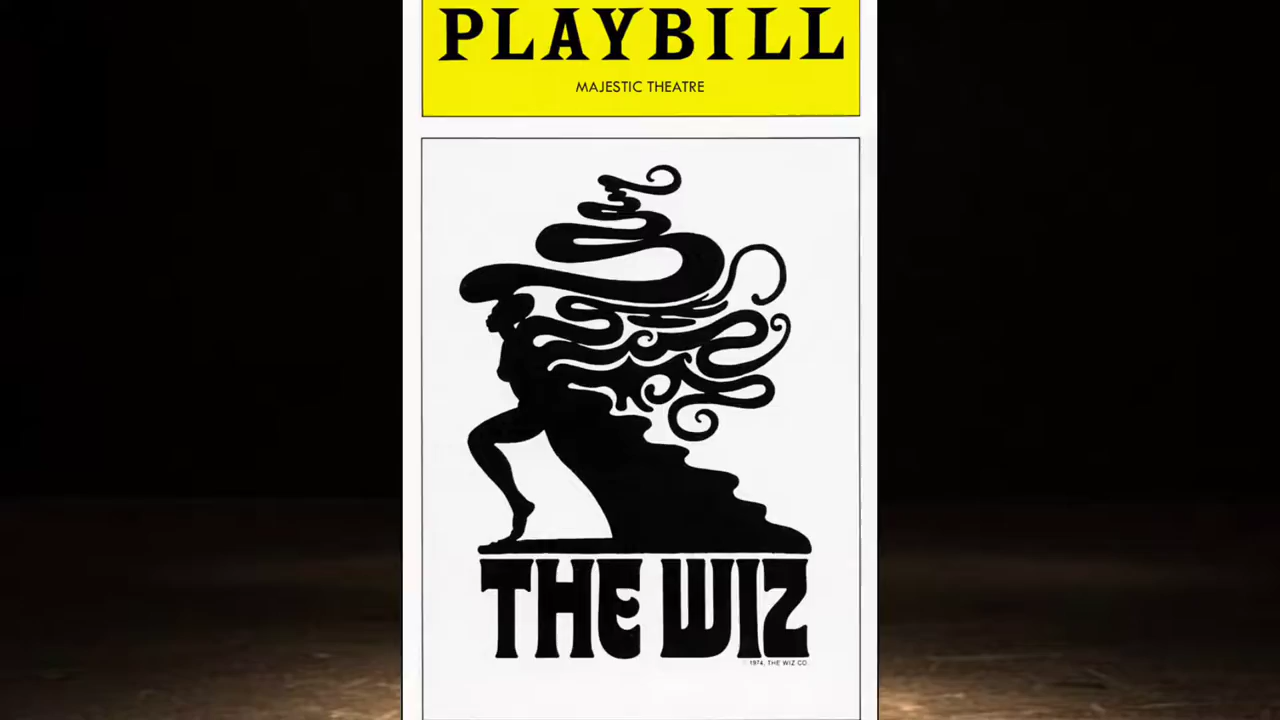 PLAYBILL
MAJESTIC THEATRE
THE WIZ
© 1974, THE WIZ CO.